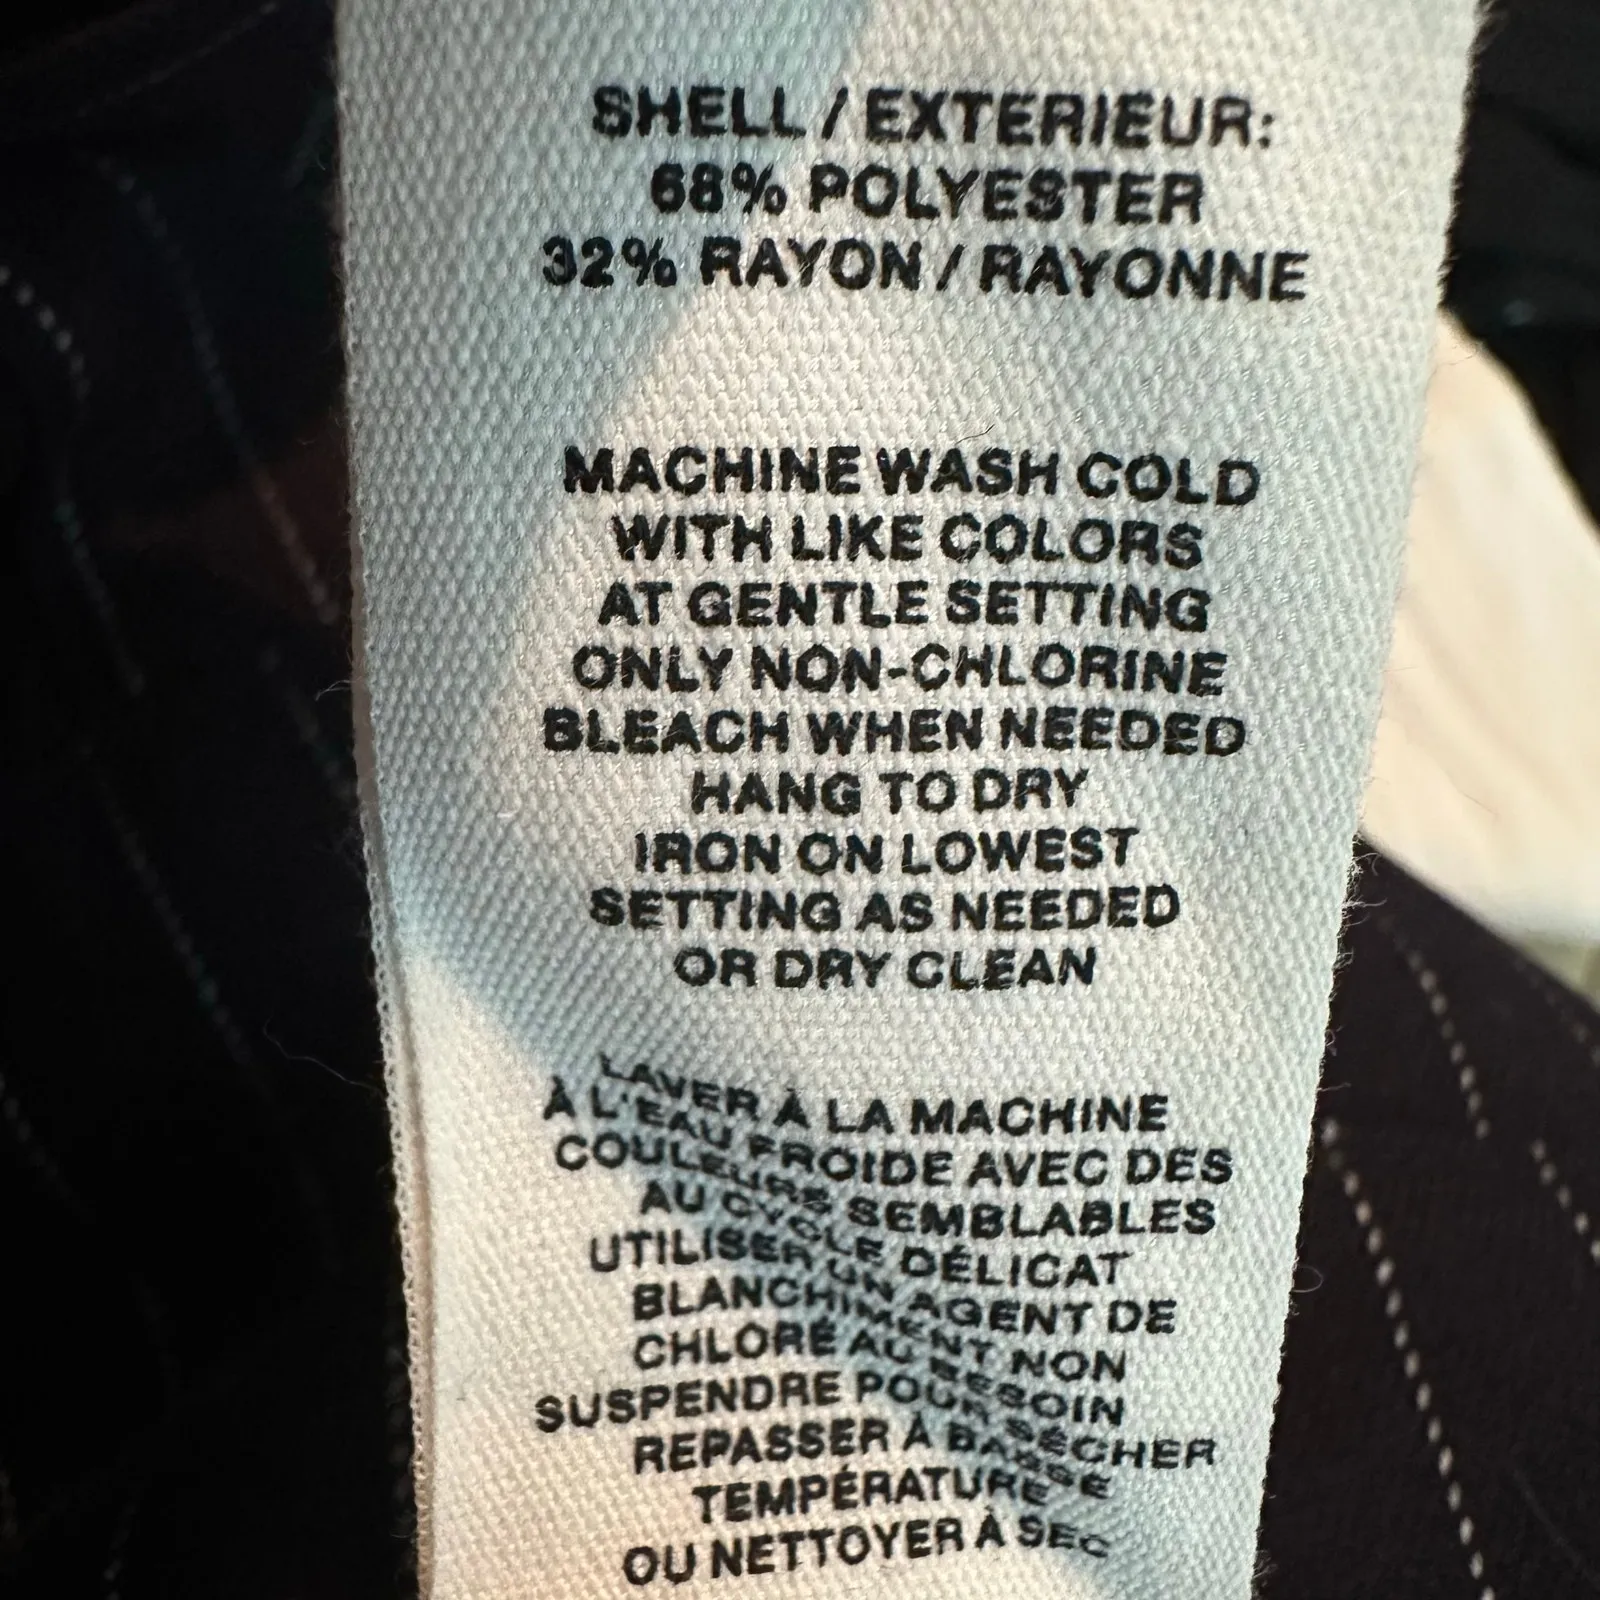 SHELL / EXTERIEUR:
68% POLYESTER
32% RAYON / RAYONNE
MACHINE WASH COLD
WITH LIKE COLORS
AT GENTLE SETTING
ONLY NON-CHLORINE
BLEACH WHEN NEEDED
HANG TO DRY
IRON ON LOWEST
SETTING AS NEEDED
OR DRY CLEAN
LAVER À LA MACHINE
À L'EAU FROIDE AVEC DES
COULEURS SEMBLABLES
AU CYCLE DÉLICAT
UTILISER UN AGENT DE
BLANCHIMENT NON
CHLORÉ AU BESOIN
SUSPENDRE POUR SÉCHER
REPASSER À BASSE
TEMPÉRATURE
OU NETTOYER À SEC